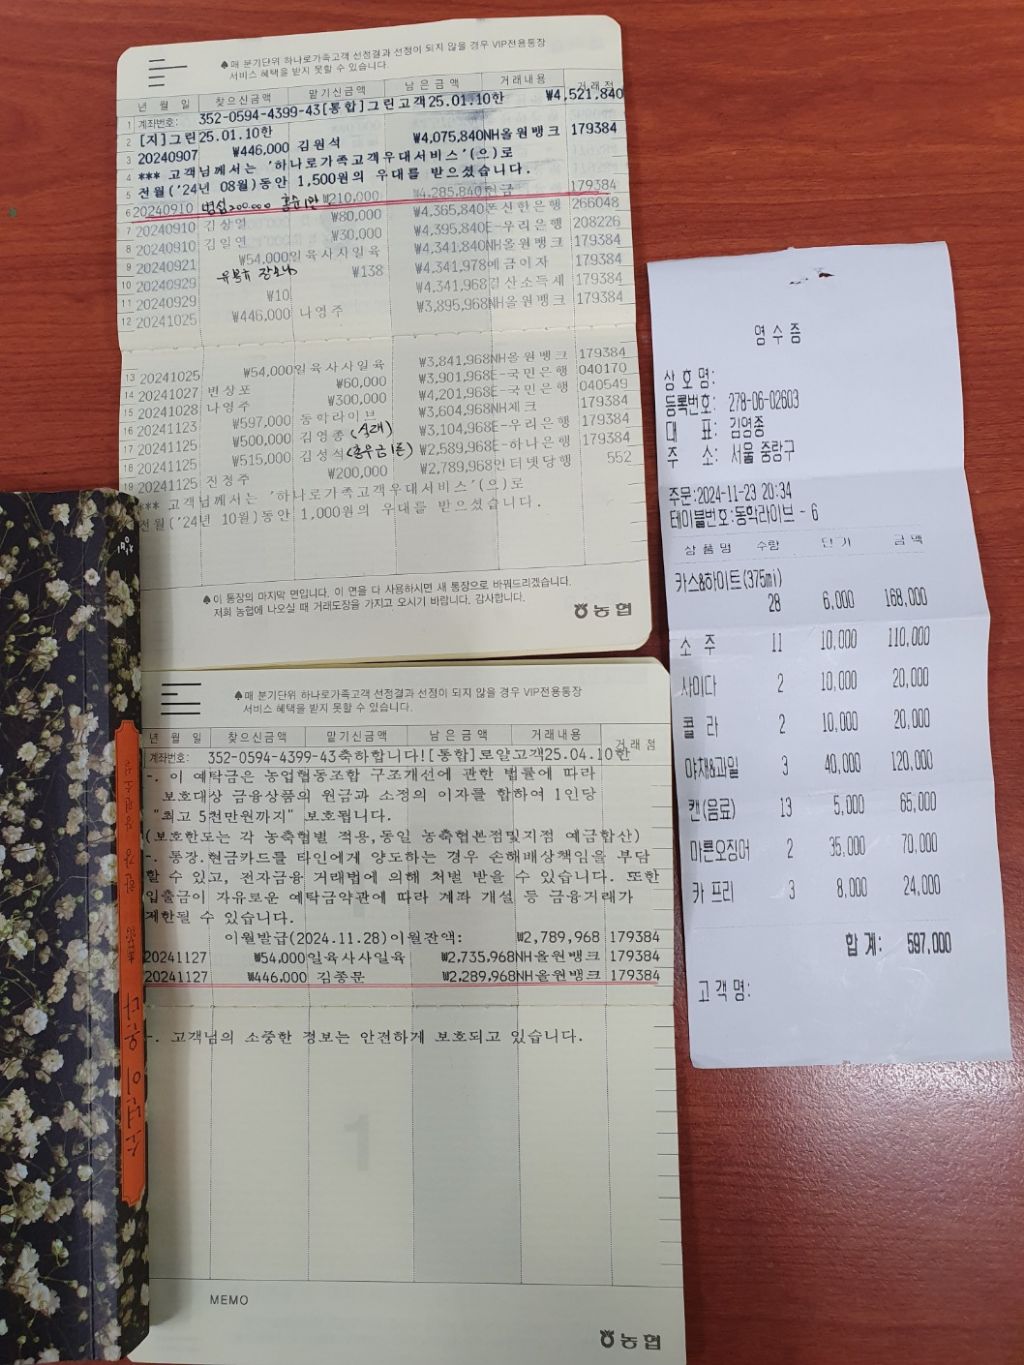 ♠매 분기단위 하나로가족고객 선정결과 선정이 되지 않을 경우 VIP전용통장
서비스 혜택을 받지 못할 수 있습니다.
년 월 일 찾으신금액 맡기신금액 남은금액 거래내용 거래점
1 계좌번호: 352-0594-4399-43[통합]그린고객25.01.10한 ₩4,521,840
2 [지]그린25.01.10한
3 20240907 ₩446,000 김원석 ₩4,075,840NH올원뱅크 179384
4 *** 고객님께서는 '하나로가족고객우대서비스'(으)로
5 전월('24년 08월)동안 1,500원의 우대를 받으셨습니다.
6 20240910 ₩210,000 ₩4,285,840현금 179384
7 20240910 김상열 ₩80,000 ₩4,365,840폰신한은행 266048
8 20240910 김일연 ₩30,000 ₩4,395,840E-우리은행 208226
9 20240921 ₩54,000일육사사일육 ₩4,341,840NH올원뱅크 179384
10 20240929 ₩138 ₩4,341,978예금이자 179384
11 20240929 ₩10 ₩4,341,968결산소득세 179384
12 20241025 ₩446,000 나영주 ₩3,895,968NH올원뱅크 179384
13 20241025 ₩54,000일육사사일육 ₩3,841,968NH올원뱅크 179384
14 20241027 변상포 ₩60,000 ₩3,901,968E-국민은행 040170
15 20241028 나영주 ₩300,000 ₩4,201,968E-국민은행 040549
16 20241123 ₩597,000 동학라이브 ₩3,604,968NH체크 179384
17 20241125 ₩500,000 김영종 (식대) ₩3,104,968E-우리은행 179384
18 20241125 ₩515,000 김성석 ₩2,589,968E-하나은행 179384
19 20241125 진정주 ₩200,000 ₩2,789,968인터넷당행 552
*** 고객님께서는 '하나로가족고객우대서비스'(으)로
전월('24년 10월)동안 1,000원의 우대를 받으셨습니다.
♠이 통장의 마지막 면입니다. 이 면을 다 사용하시면 새 통장으로 바꿔드리겠습니다.
저희 농협에 나오실 때 거래도장을 가지고 오시기 바랍니다. 감사합니다.
농협
♠매 분기단위 하나로가족고객 선정결과 선정이 되지 않을 경우 VIP전용통장
서비스 혜택을 받지 못할 수 있습니다.
년 월 일 찾으신금액 맡기신금액 남은금액 거래내용 거래점
계좌번호: 352-0594-4399-43축하합니다![통합]로얄고객25.04.10한
-. 이 예탁금은 농업협동조합 구조개선에 관한 법률에 따라
보호대상 금융상품의 원금과 소정의 이자를 합하여 1인당
"최고 5천만원까지" 보호됩니다.
(보호한도는 각 농축협별 적용,동일 농축협본점및지점 예금합산)
-. 통장.현금카드를 타인에게 양도하는 경우 손해배상책임을 부담
할 수 있고, 전자금융 거래법에 의해 처벌 받을 수 있습니다. 또한
입출금이 자유로운 예탁금약관에 따라 계좌 개설 등 금융거래가
제한될 수 있습니다.
이월발급(2024.11.28)이월잔액: ₩2,789,968 179384
20241127 ₩54,000일육사사일육 ₩2,735,968NH올원뱅크 179384
20241127 ₩446,000 김종문 ₩2,289,968NH올원뱅크 179384
-. 고객님의 소중한 정보는 안전하게 보호되고 있습니다.
1
MEMO
농협
영수증
상호명:
등록번호: 278-06-02603
대 표: 김영종
주 소: 서울 중랑구
주문:2024-11-23 20:34
테이블번호:동학라이브 - 6
상품명 수량 단가 금액
카스&하이트(375ml)
28 6,000 168,000
소주 11 10,000 110,000
사이다 2 10,000 20,000
콜라 2 10,000 20,000
야채&과일 3 40,000 120,000
캔(음료) 13 5,000 65,000
마른오징어 2 35,000 70,000
카프리 3 8,000 24,000
합계: 597,000
고객명: